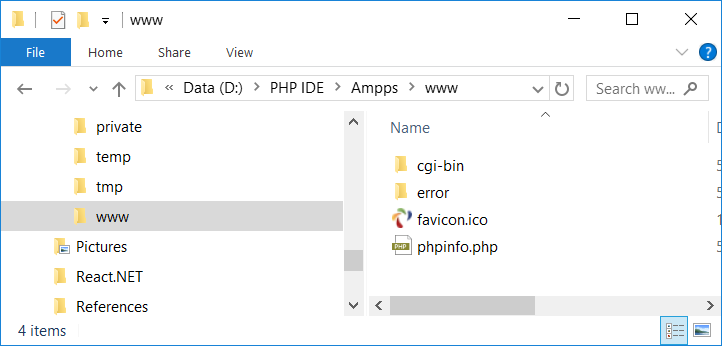 www
File Home Share View
« Data (D:) > PHP IDE > Ampps > www Search ww...
private
temp
tmp
www
Pictures
React.NET
References
Name
cgi-bin
error
favicon.ico
PHP phpinfo.php
4 items